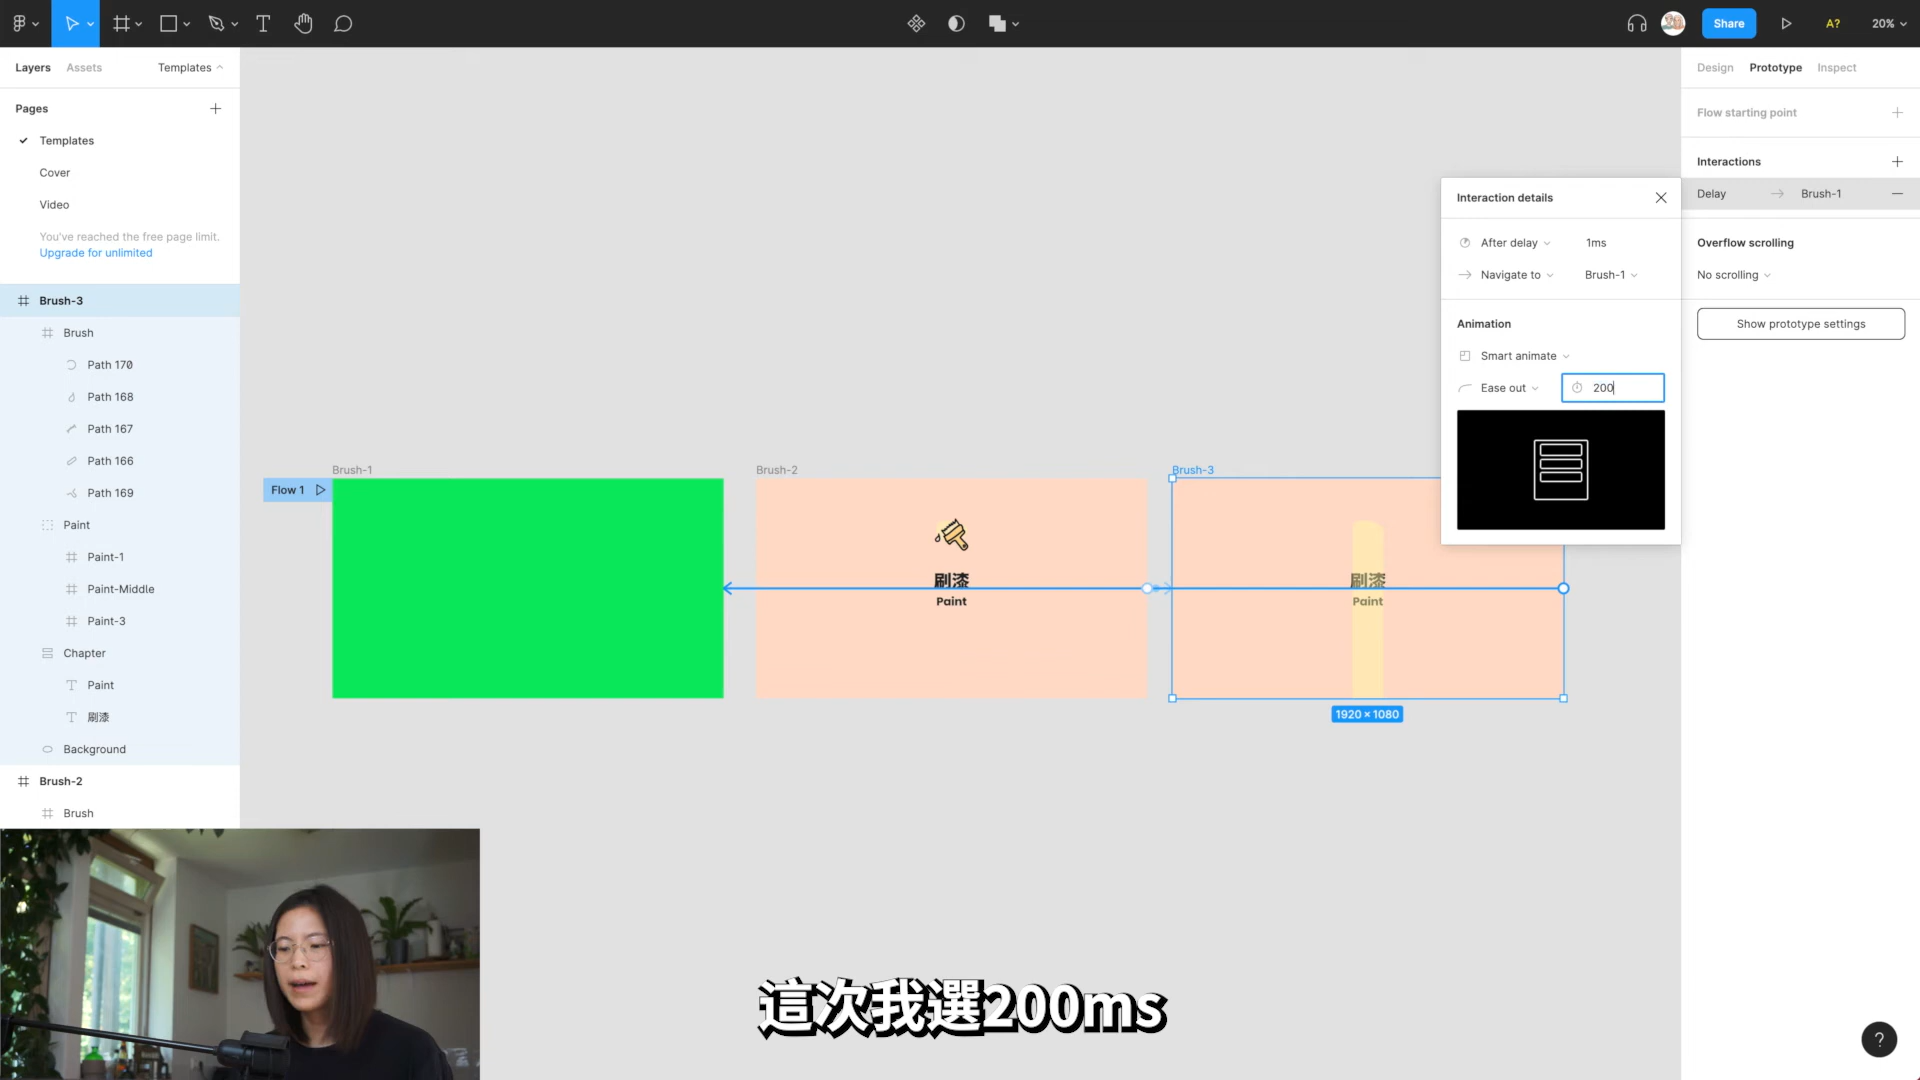 Share
A?
20%
Layers
Assets
Templates
Pages
Templates
Cover
Video
You've reached the free page limit.
Upgrade for unlimited
Brush-3
Brush
Path 170
Path 168
Path 167
Path 166
Path 169
Paint
Paint-1
Paint-Middle
Paint-3
Chapter
Paint
刷漆
Background
Brush-2
Brush
Flow 1
Brush-1
Brush-2
刷漆
Paint
Brush-3
刷漆
Paint
1920 × 1080
Interaction details
After delay
1ms
Navigate to
Brush-1
Animation
Smart animate
Ease out
200
Design
Prototype
Inspect
Flow starting point
Interactions
Delay
Brush-1
Overflow scrolling
No scrolling
Show prototype settings
這次我選200ms
?